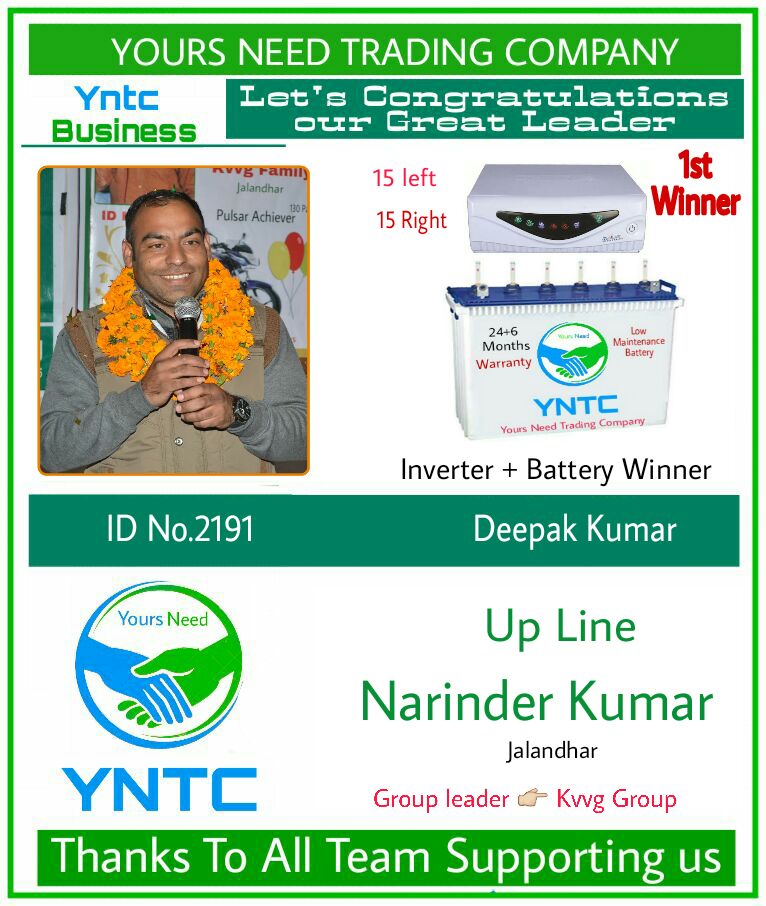 YOURS NEED TRADING COMPANY
Yntc
Business
Let's Congratulations
our Great Leader
Kvvg Family
Jalandhar
Pulsar Achiever
ID
15 left
15 Right
1st
Winner
24+6
Months
Warranty
Yours Need
Low
Maintenance
Battery
YNTC
Yours Need Trading Company
Inverter + Battery Winner
ID No.2191
Deepak Kumar
Yours Need
YNTC
Up Line
Narinder Kumar
Jalandhar
Group leader 👉🏻 Kvvg Group
Thanks To All Team Supporting us